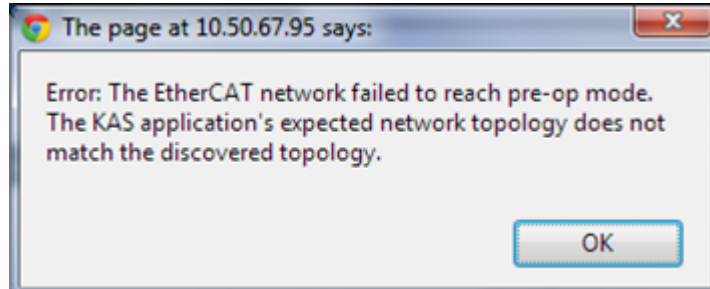 The page at 10.50.67.95 says:
Error: The EtherCAT network failed to reach pre-op mode.
The KAS application's expected network topology does not
match the discovered topology.
OK